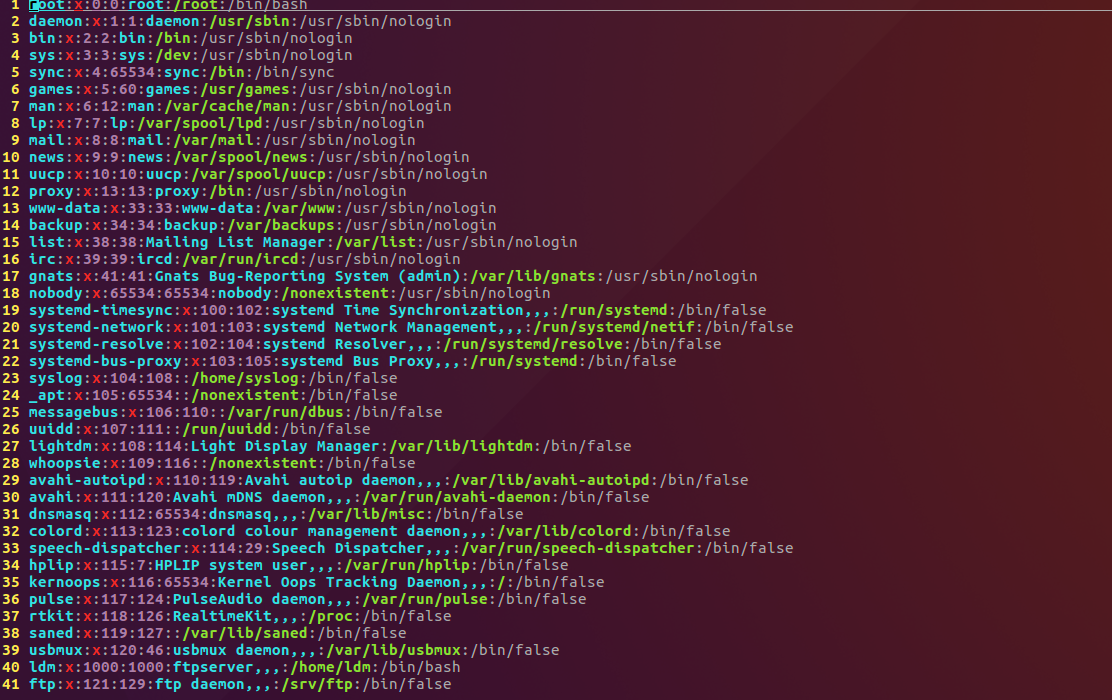 1 root:x:0:0:root:/root:/bin/bash
2 daemon:x:1:1:daemon:/usr/sbin:/usr/sbin/nologin
3 bin:x:2:2:bin:/bin:/usr/sbin/nologin
4 sys:x:3:3:sys:/dev:/usr/sbin/nologin
5 sync:x:4:65534:sync:/bin:/bin/sync
6 games:x:5:60:games:/usr/games:/usr/sbin/nologin
7 man:x:6:12:man:/var/cache/man:/usr/sbin/nologin
8 lp:x:7:7:lp:/var/spool/lpd:/usr/sbin/nologin
9 mail:x:8:8:mail:/var/mail:/usr/sbin/nologin
10 news:x:9:9:news:/var/spool/news:/usr/sbin/nologin
11 uucp:x:10:10:uucp:/var/spool/uucp:/usr/sbin/nologin
12 proxy:x:13:13:proxy:/bin:/usr/sbin/nologin
13 www-data:x:33:33:www-data:/var/www:/usr/sbin/nologin
14 backup:x:34:34:backup:/var/backups:/usr/sbin/nologin
15 list:x:38:38:Mailing List Manager:/var/list:/usr/sbin/nologin
16 irc:x:39:39:ircd:/var/run/ircd:/usr/sbin/nologin
17 gnats:x:41:41:Gnats Bug-Reporting System (admin):/var/lib/gnats:/usr/sbin/nologin
18 nobody:x:65534:65534:nobody:/nonexistent:/usr/sbin/nologin
19 systemd-timesync:x:100:102:systemd Time Synchronization,,,:/run/systemd:/bin/false
20 systemd-network:x:101:103:systemd Network Management,,,:/run/systemd/netif:/bin/false
21 systemd-resolve:x:102:104:systemd Resolver,,,:/run/systemd/resolve:/bin/false
22 systemd-bus-proxy:x:103:105:systemd Bus Proxy,,,:/run/systemd:/bin/false
23 syslog:x:104:108::/home/syslog:/bin/false
24 _apt:x:105:65534::/nonexistent:/bin/false
25 messagebus:x:106:110::/var/run/dbus:/bin/false
26 uuidd:x:107:111::/run/uuidd:/bin/false
27 lightdm:x:108:114:Light Display Manager:/var/lib/lightdm:/bin/false
28 whoopsie:x:109:116::/nonexistent:/bin/false
29 avahi-autoipd:x:110:119:Avahi autoip daemon,,,:/var/lib/avahi-autoipd:/bin/false
30 avahi:x:111:120:Avahi mDNS daemon,,,:/var/run/avahi-daemon:/bin/false
31 dnsmasq:x:112:65534:dnsmasq,,,:/var/lib/misc:/bin/false
32 colord:x:113:123:colord colour management daemon,,,:/var/lib/colord:/bin/false
33 speech-dispatcher:x:114:29:Speech Dispatcher,,,:/var/run/speech-dispatcher:/bin/false
34 hplip:x:115:7:HPLIP system user,,,:/var/run/hplip:/bin/false
35 kernoops:x:116:65534:Kernel Oops Tracking Daemon,,,:/:/bin/false
36 pulse:x:117:124:PulseAudio daemon,,,:/var/run/pulse:/bin/false
37 rtkit:x:118:126:RealtimeKit,,,:/proc:/bin/false
38 saned:x:119:127::/var/lib/saned:/bin/false
39 usbmux:x:120:46:usbmux daemon,,,:/var/lib/usbmux:/bin/false
40 ldm:x:1000:1000:ftpserver,,,:/home/ldm:/bin/bash
41 ftp:x:121:129:ftp daemon,,,:/srv/ftp:/bin/false